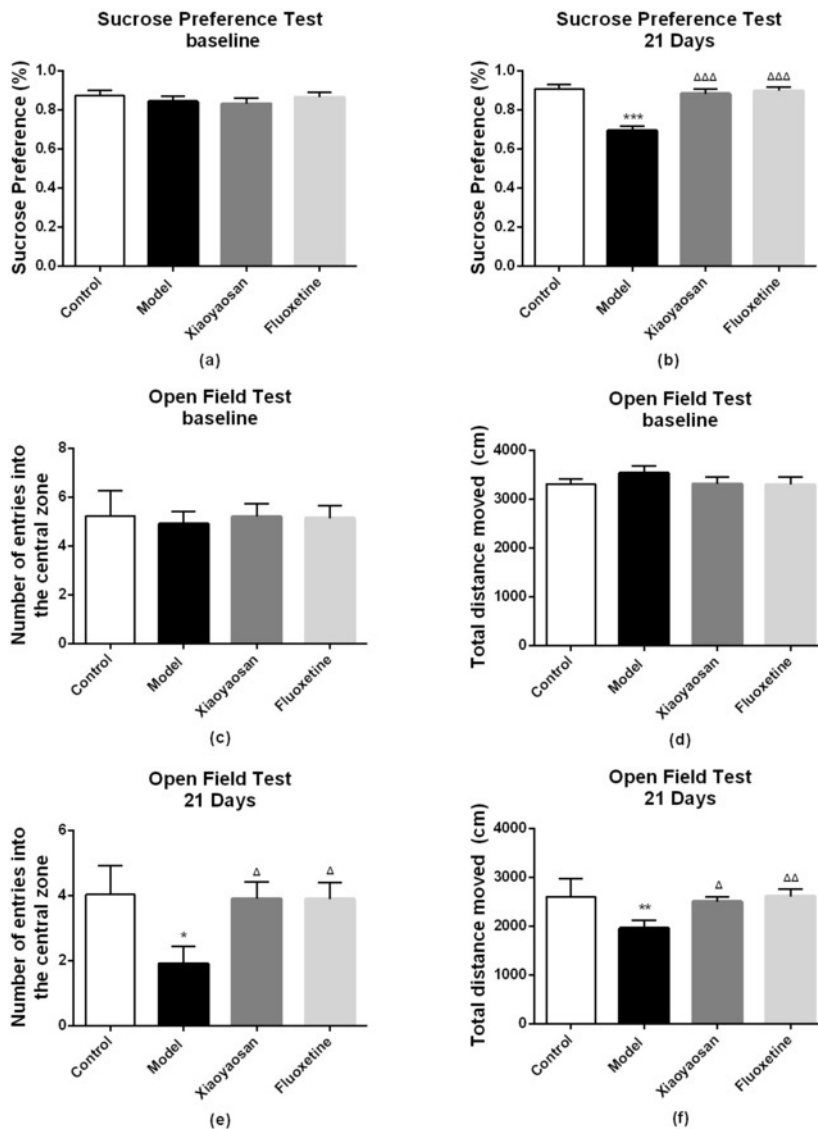 Sucrose Preference Test
baseline
Sucrose Preference (%)
1.0
0.8
0.6
0.4
0.2
0.0
Control
Model
Xiaoyaosan
Fluoxetine
(a)
Sucrose Preference Test
21 Days
Sucrose Preference (%)
1.0
0.8
0.6
0.4
0.2
0.0
***
ΔΔΔ
ΔΔΔ
Control
Model
Xiaoyaosan
Fluoxetine
(b)
Open Field Test
baseline
Number of entries into
the central zone
8
6
4
2
0
Control
Model
Xiaoyaosan
Fluoxetine
(c)
Open Field Test
baseline
Total distance moved (cm)
4000
3000
2000
1000
0
Control
Model
Xiaoyaosan
Fluoxetine
(d)
Open Field Test
21 Days
Number of entries into
the central zone
6
4
2
0
*
Δ
Δ
Control
Model
Xiaoyaosan
Fluoxetine
(e)
Open Field Test
21 Days
Total distance moved (cm)
4000
3000
2000
1000
0
**
Δ
ΔΔ
Control
Model
Xiaoyaosan
Fluoxetine
(f)